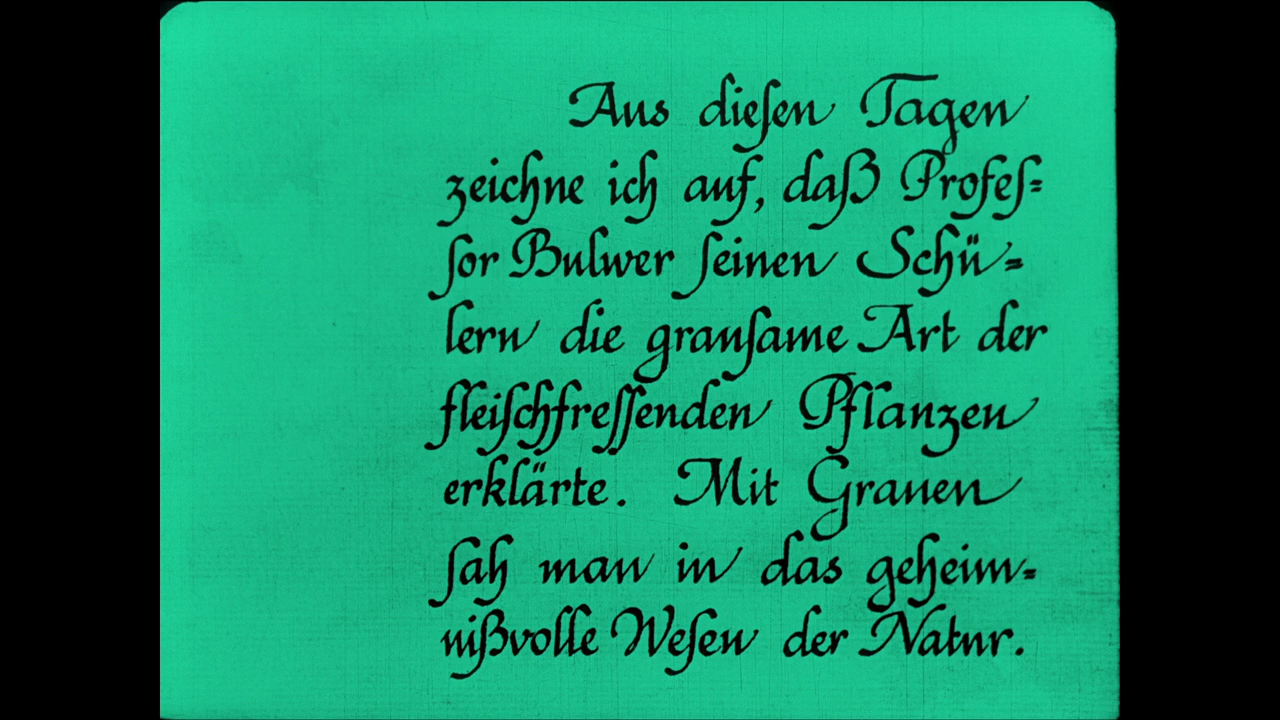 Aus dieſen Tagen
zeichne ich auf, daß Profeſ=
ſor Bulwer ſeinen Schü=
lern die grauſame Art der
fleiſchfreſſenden Pflanzen
erklärte. Mit Grauen
ſah man in das geheim=
nißvolle Weſen der Natur.